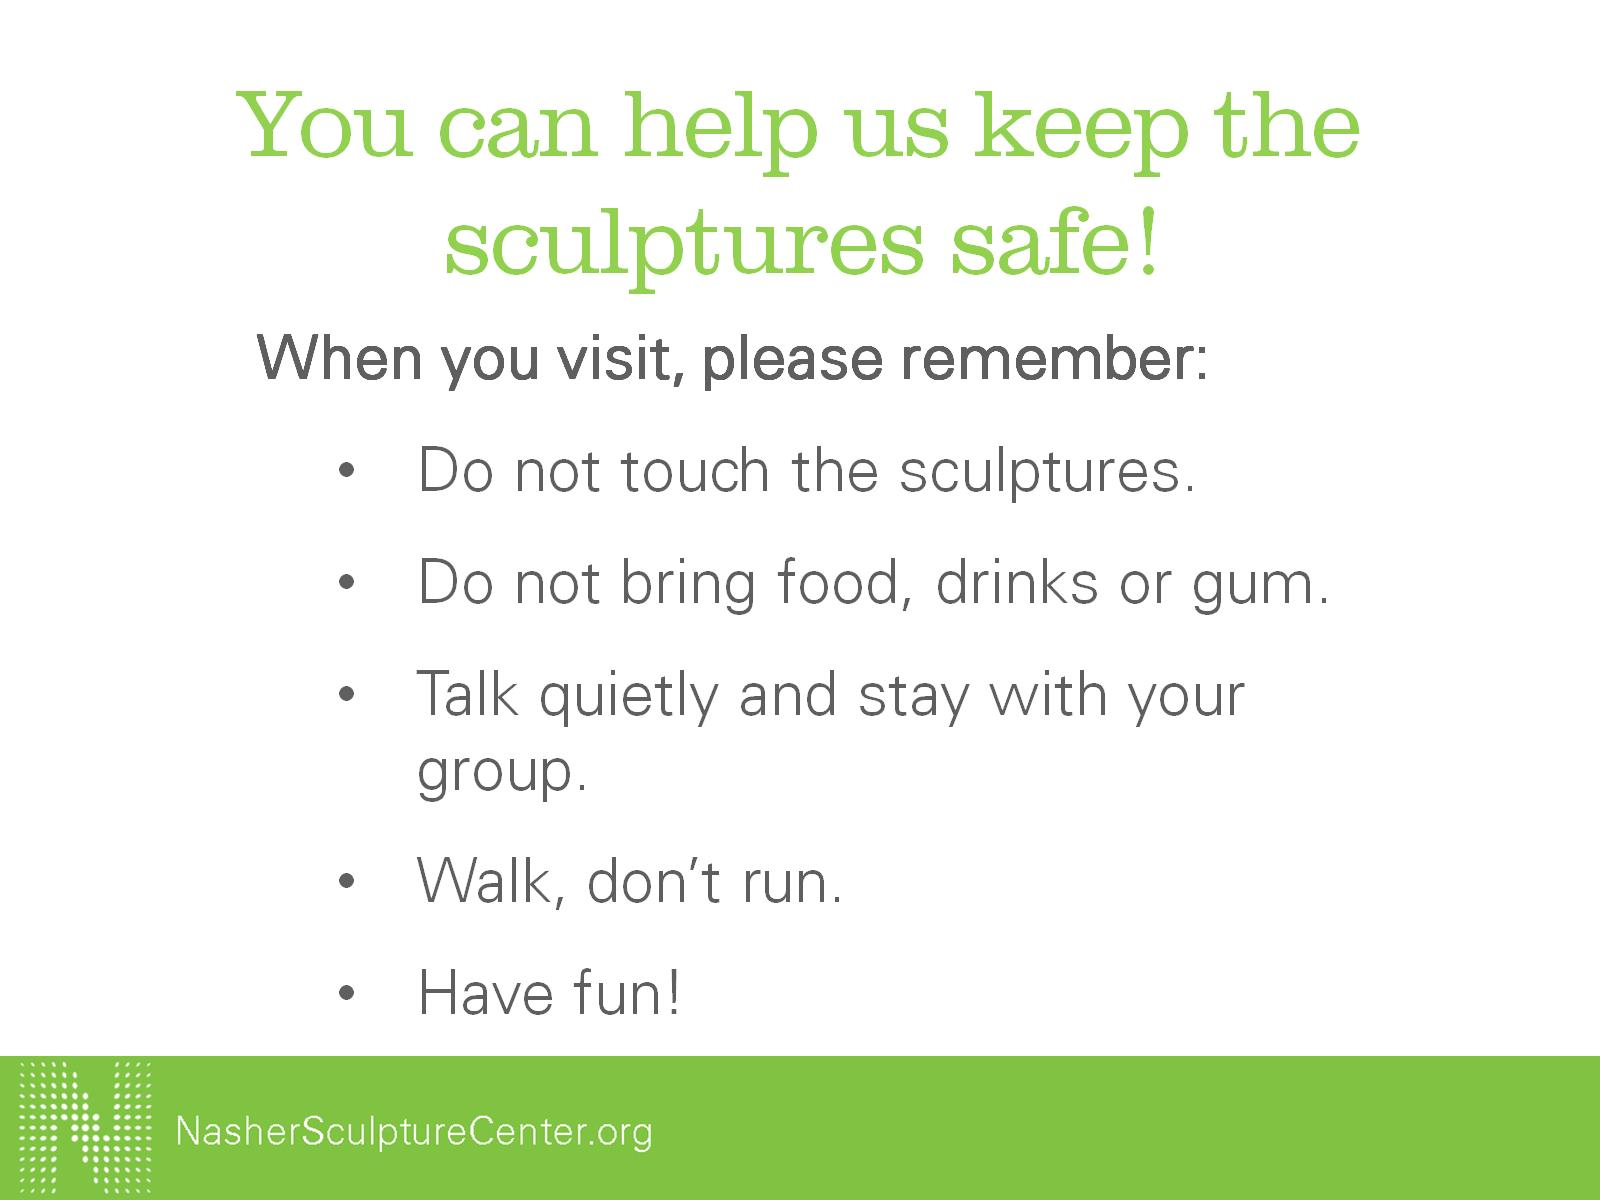 You can help us keep the
sculptures safe!
When you visit, please remember:
• Do not touch the sculptures.
• Do not bring food, drinks or gum.
• Talk quietly and stay with your
group.
• Walk, don’t run.
• Have fun!
NasherSculptureCenter.org